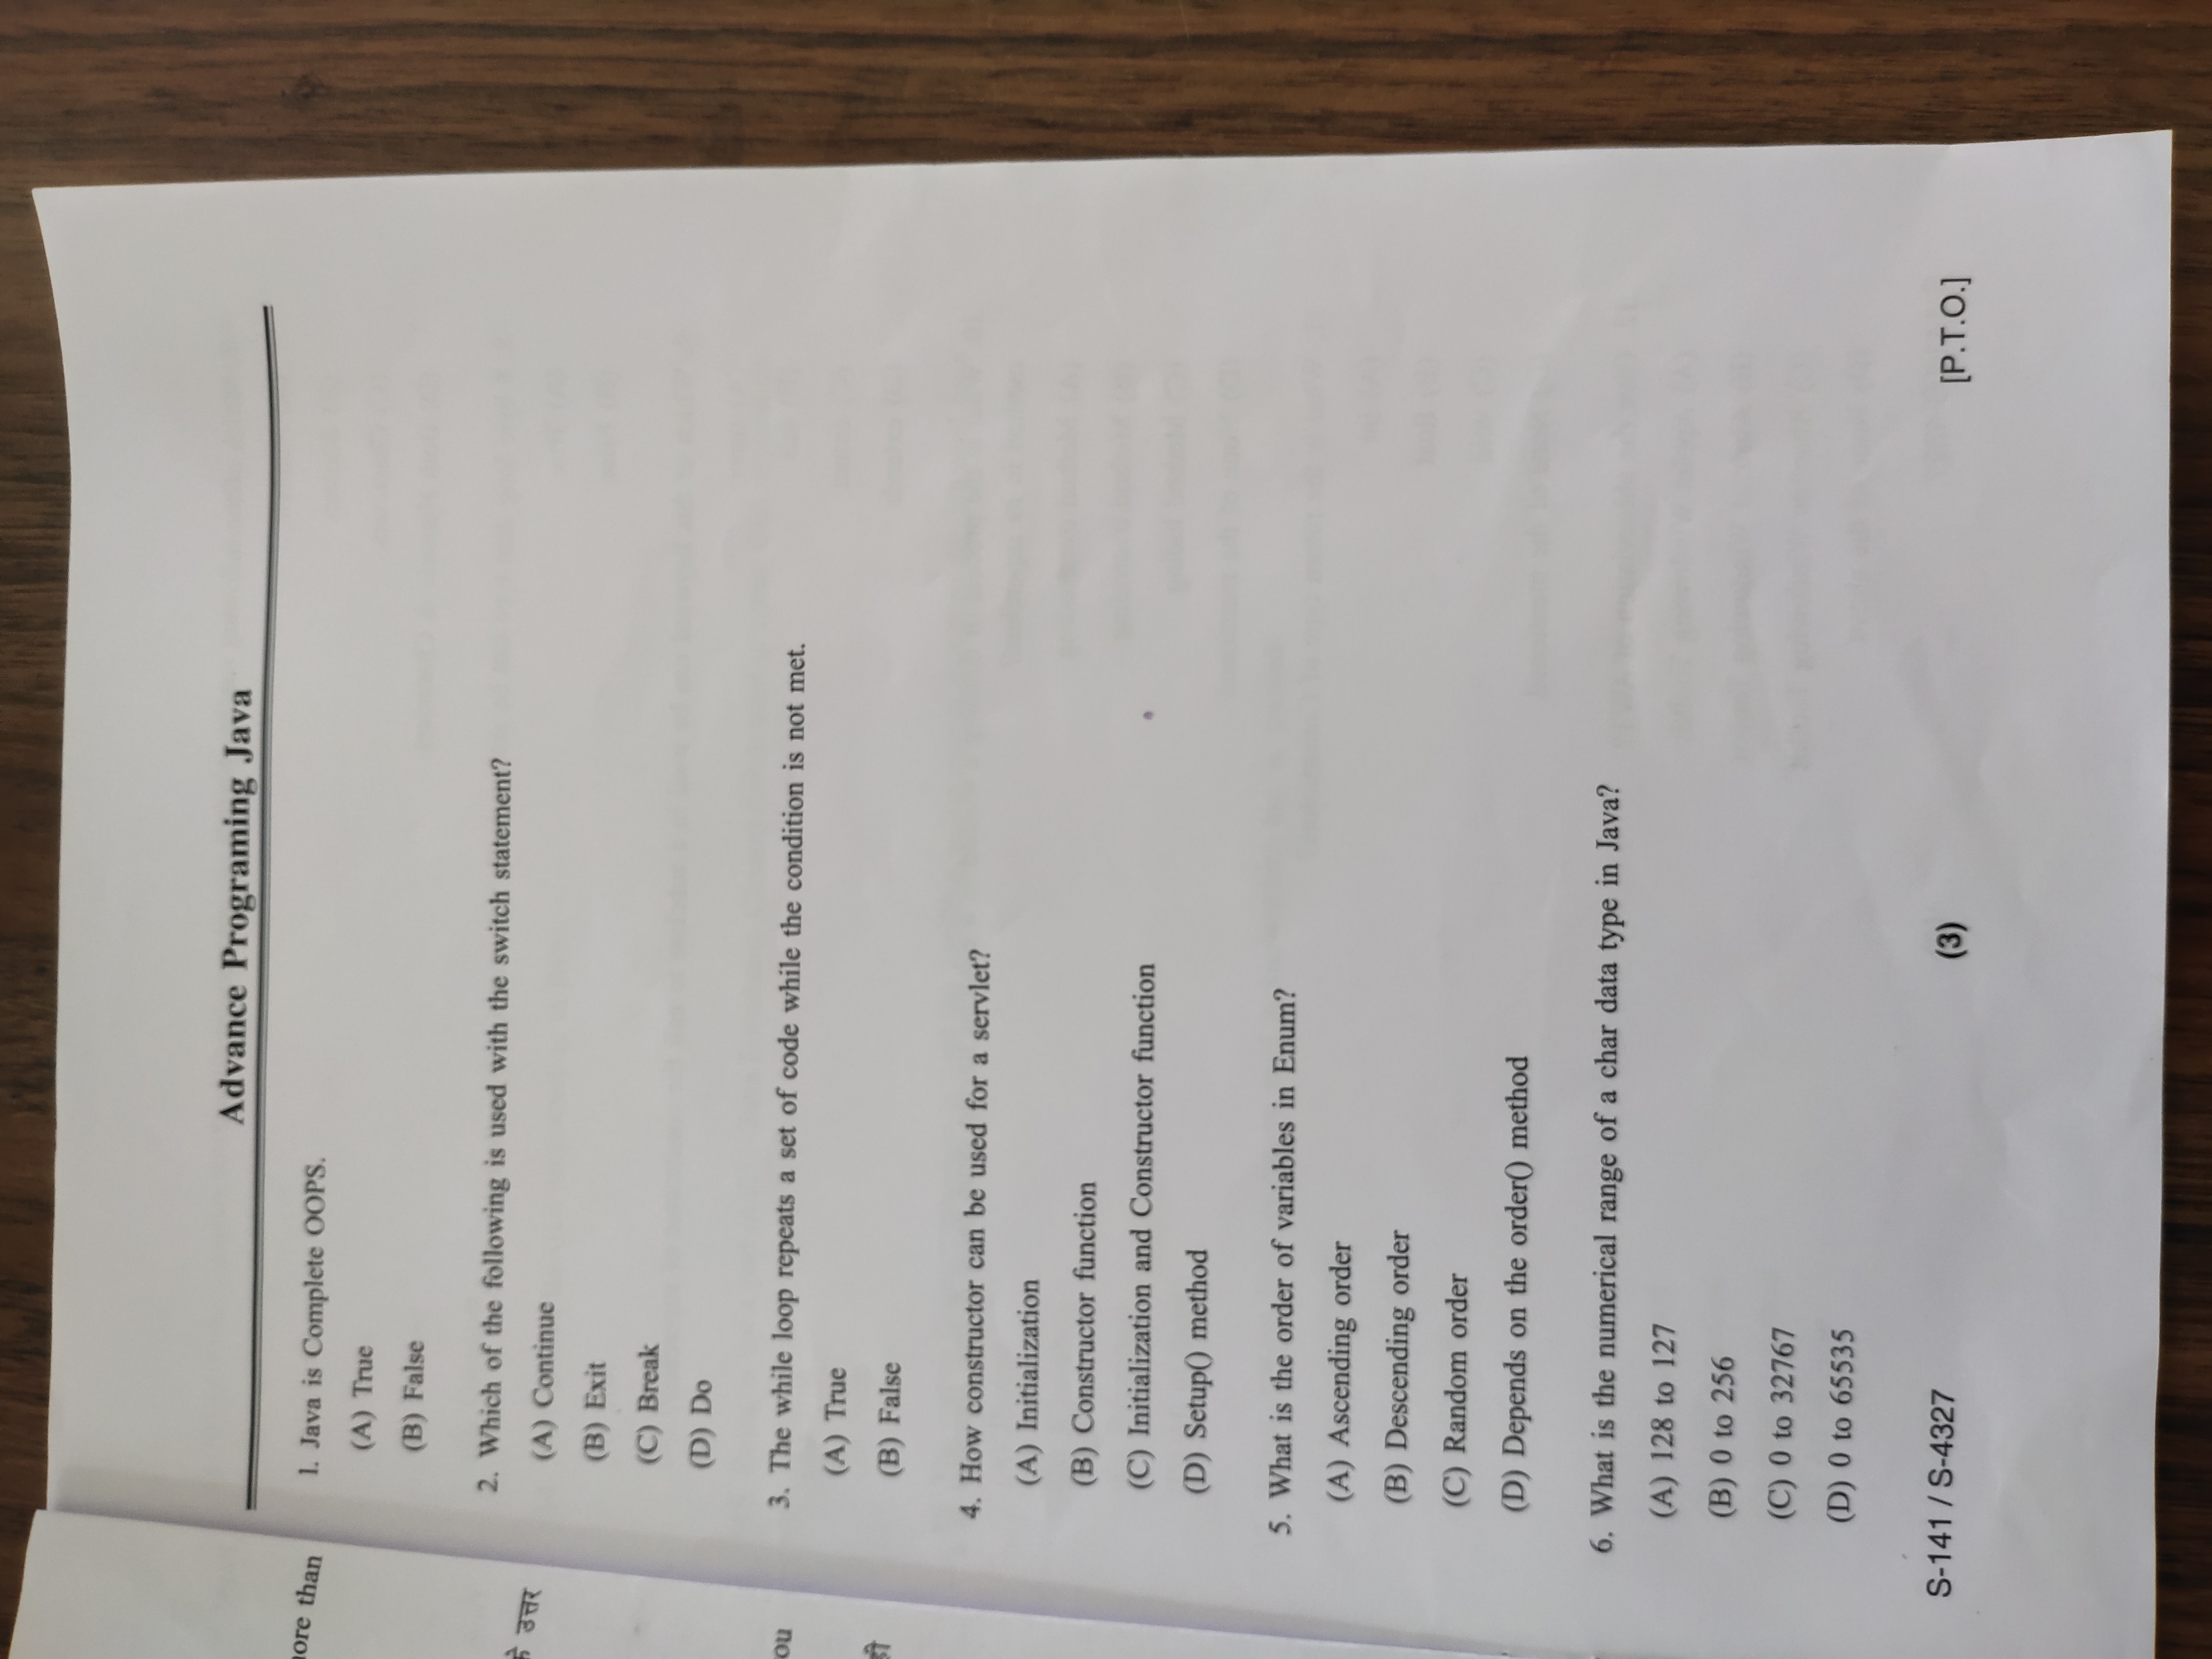 ore than
के उत्तर
ou
ही
Advance Programing Java
1. Java is Complete OOPS.
(A) True
(B) False
2. Which of the following is used with the switch statement?
(A) Continue
(B) Exit
(C) Break
(D) Do
3. The while loop repeats a set of code while the condition is not met.
(A) True
(B) False
4. How constructor can be used for a servlet?
(A) Initialization
(B) Constructor function
(C) Initialization and Constructor function
(D) Setup() method
5. What is the order of variables in Enum?
(A) Ascending order
(B) Descending order
(C) Random order
(D) Depends on the order() method
6. What is the numerical range of a char data type in Java?
(A) 128 to 127
(B) 0 to 256
(C) 0 to 32767
(D) 0 to 65535
S-141 / S-4327 (3) [P.T.O.]